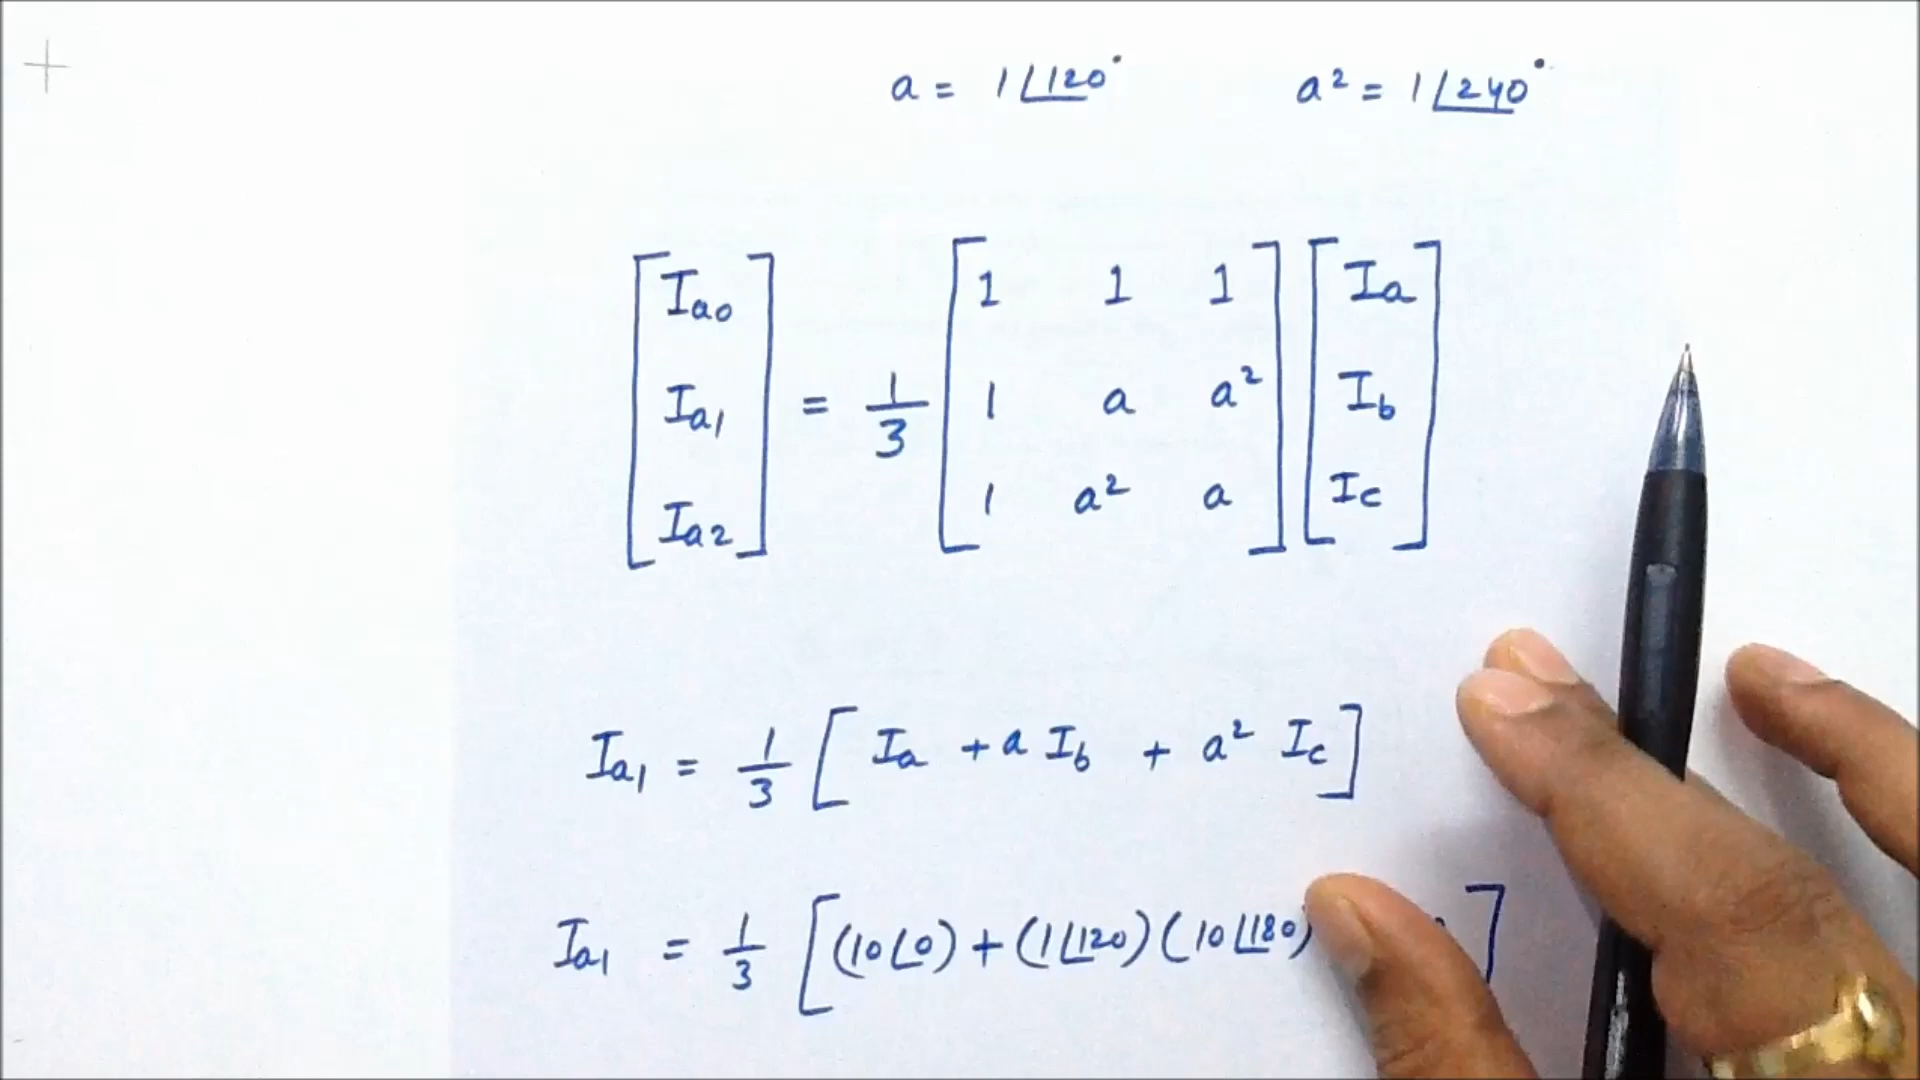 a = 1∠120° a² = 1∠240°
[Ia0 Ia1 Ia2] = 1/3 [1 1 1; 1 a a²; 1 a² a] [Ia Ib Ic]
Ia1 = 1/3 [Ia + a Ib + a² Ic]
Ia1 = 1/3 [(10∠0) + (1∠120)(10∠180) ]